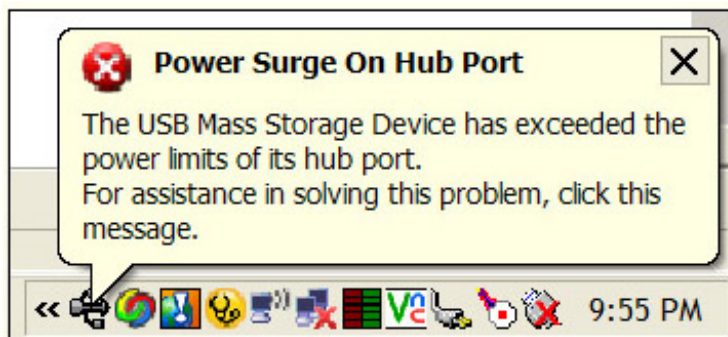 Power Surge On Hub Port
The USB Mass Storage Device has exceeded the
power limits of its hub port.
For assistance in solving this problem, click this
message.
« VNC 9:55 PM